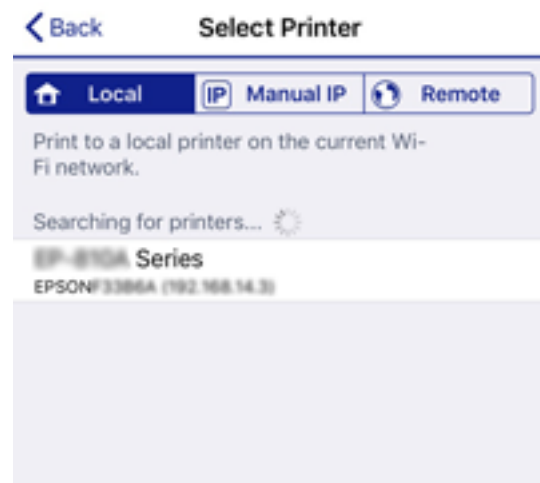 Back
Select Printer
Local
IP Manual IP
Remote
Print to a local printer on the current Wi-
Fi network.
Searching for printers...
Series
EPSON